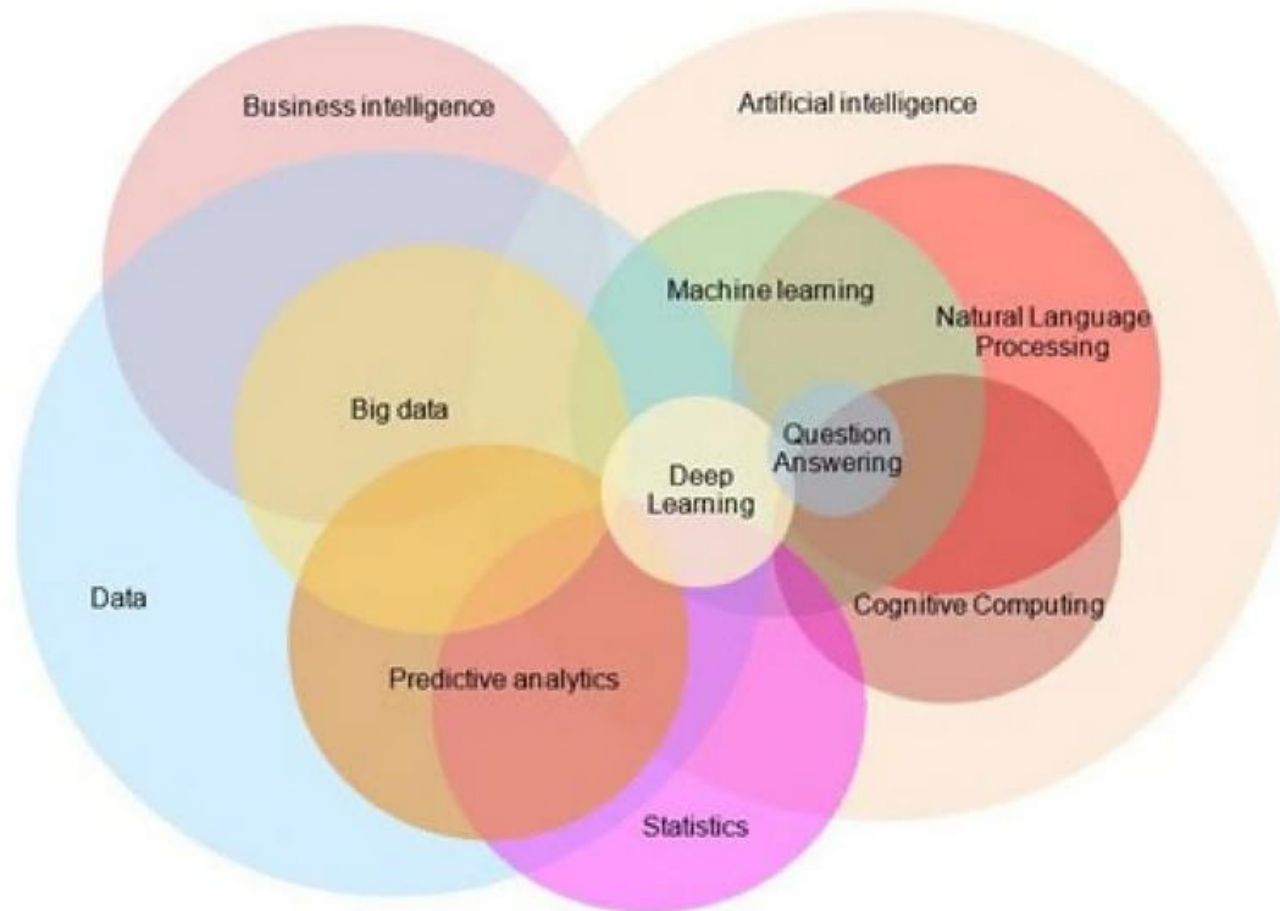 Business intelligence
Artificial intelligence
Machine learning
Natural Language
Processing
Big data
Question
Answering
Deep
Learning
Data
Cognitive Computing
Predictive analytics
Statistics